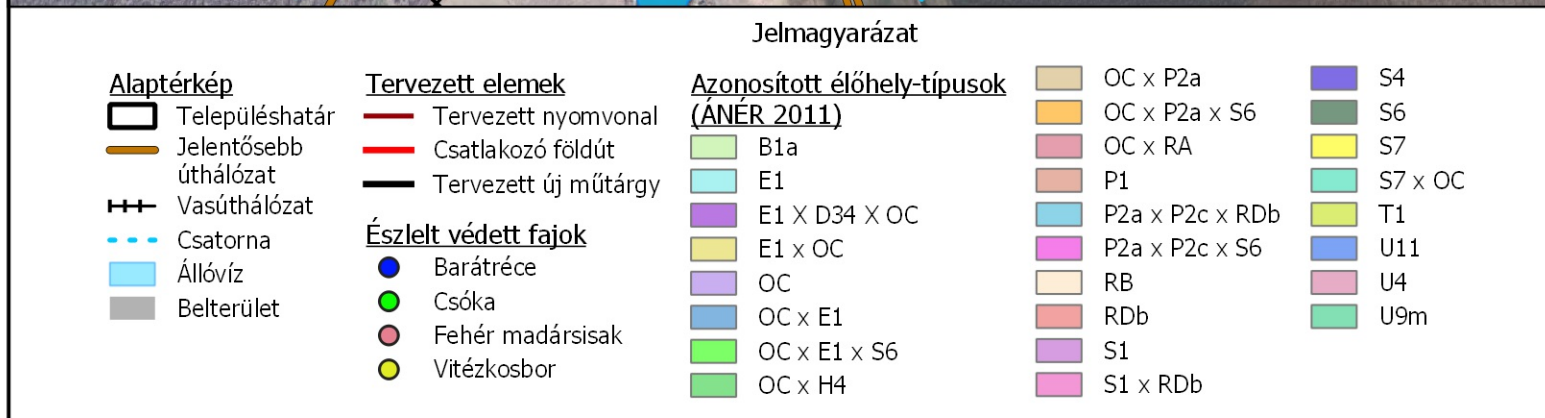 Jelmagyarázat
Alaptérkép
Településhatár
Jelentősebb
úthálózat
Vasúthálózat
Csatorna
Állóvíz
Belterület
Tervezett elemek
Tervezett nyomvonal
Csatlakozó földút
Tervezett új műtárgy
Észlelt védett fajok
Barátréce
Csóka
Fehér madársisak
Vitézkosbor
Azonosított élőhely-típusok
(ÁNÉR 2011)
B1a
E1
E1 X D34 X OC
E1 x OC
OC
OC x E1
OC x E1 x S6
OC x H4
OC x P2a
OC x P2a x S6
OC x RA
P1
P2a x P2c x RDb
P2a x P2c x S6
RB
RDb
S1
S1 x RDb
S4
S6
S7
S7 x OC
T1
U11
U4
U9m